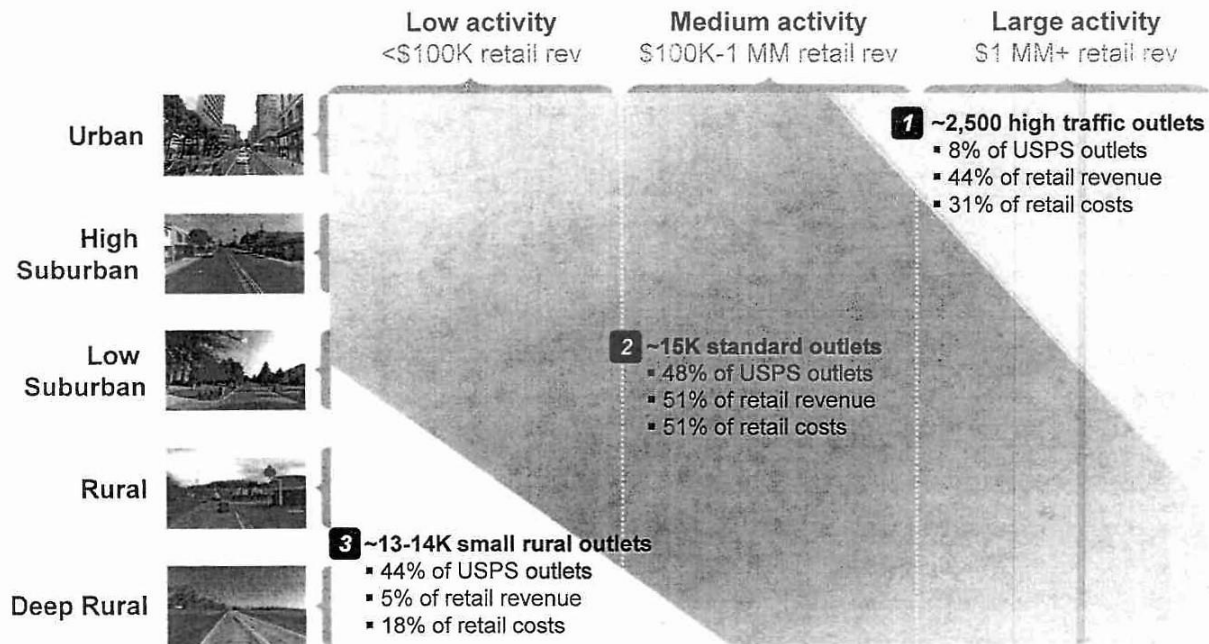 Low activity
<$100K retail rev
Medium activity
$100K-1 MM retail rev
Large activity
$1 MM+ retail rev
Urban
1 ~2,500 high traffic outlets
▪ 8% of USPS outlets
▪ 44% of retail revenue
▪ 31% of retail costs
High
Suburban
Low
Suburban
2 ~15K standard outlets
▪ 48% of USPS outlets
▪ 51% of retail revenue
▪ 51% of retail costs
Rural
3 ~13-14K small rural outlets
▪ 44% of USPS outlets
▪ 5% of retail revenue
▪ 18% of retail costs
Deep Rural